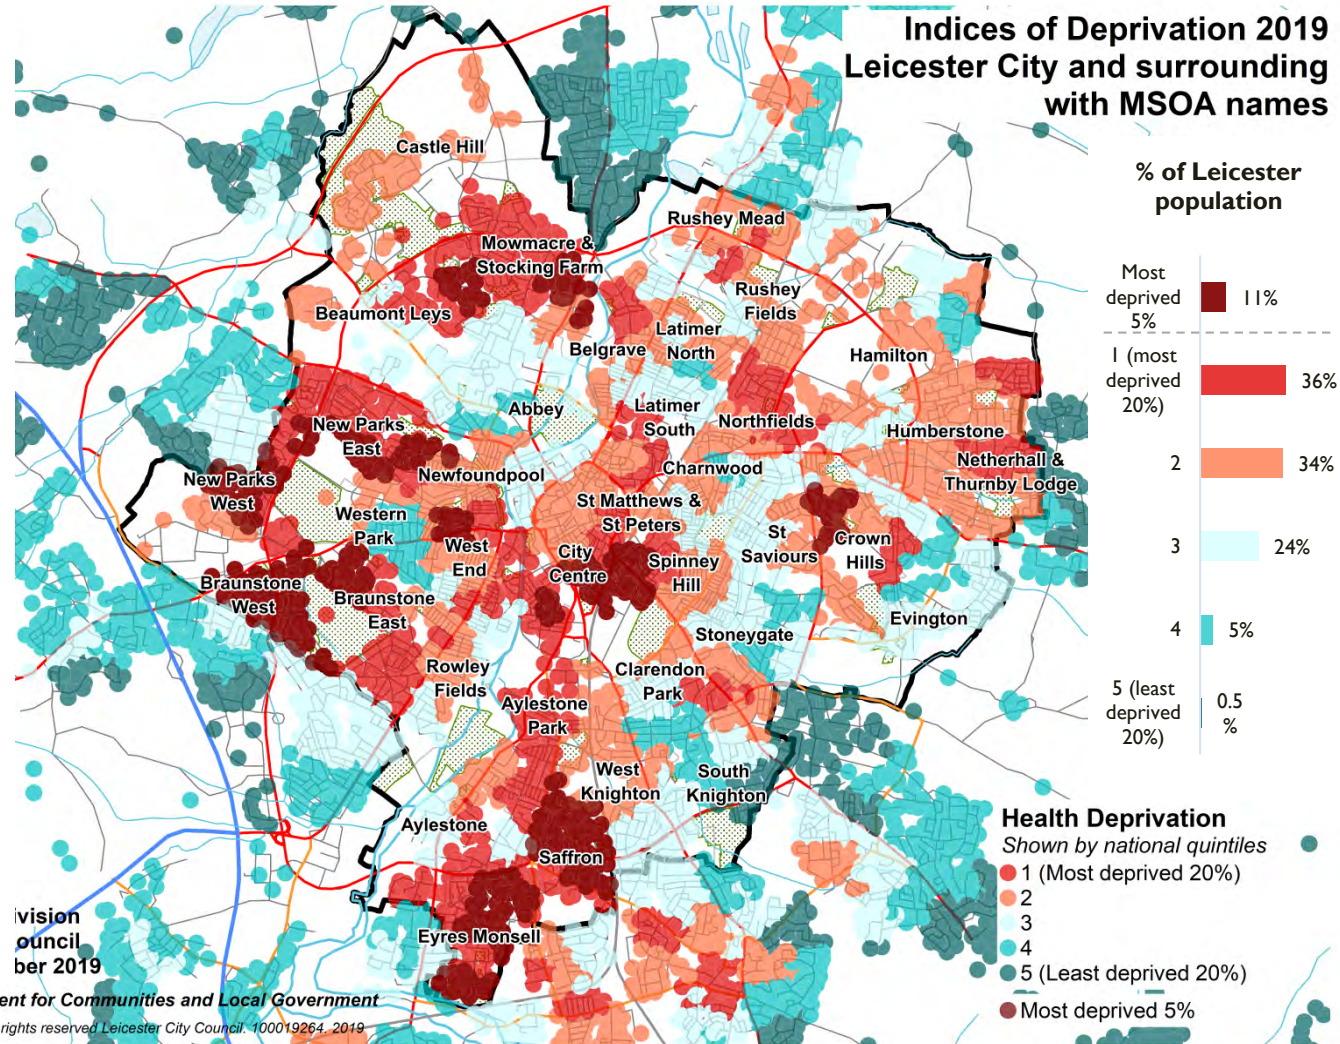 Indices of Deprivation 2019
Leicester City and surrounding
with MSOA names
% of Leicester
population
Most
deprived
5%
11%
1 (most
deprived
20%)
36%
2
34%
3
24%
4
5%
5 (least
deprived
20%)
0.5
%
Castle Hill
Rushey Mead
Mowmacre &
Stocking Farm
Rushey
Fields
Beaumont Leys
Latimer
North
Belgrave
Hamilton
Abbey
Latimer
South
New Parks
East
Northfields
Humberstone
Netherhall &
Thurnby Lodge
Charnwood
Newfoundpool
New Parks
West
St Matthews &
St Peters
Western
Park
St
Saviours
Crown
Hills
West
End
City
Centre
Spinney
Hill
Braunstone
West
Braunstone
East
Evington
Stoneygate
Rowley
Fields
Clarendon
Park
Aylestone
Park
West
Knighton
South
Knighton
Aylestone
Saffron
Eyres Monsell
Health Deprivation
Shown by national quintiles
1 (Most deprived 20%)
2
3
4
5 (Least deprived 20%)
Most deprived 5%
ivision
ouncil
ber 2019
ent for Communities and Local Government
rights reserved Leicester City Council. 100019264. 2019